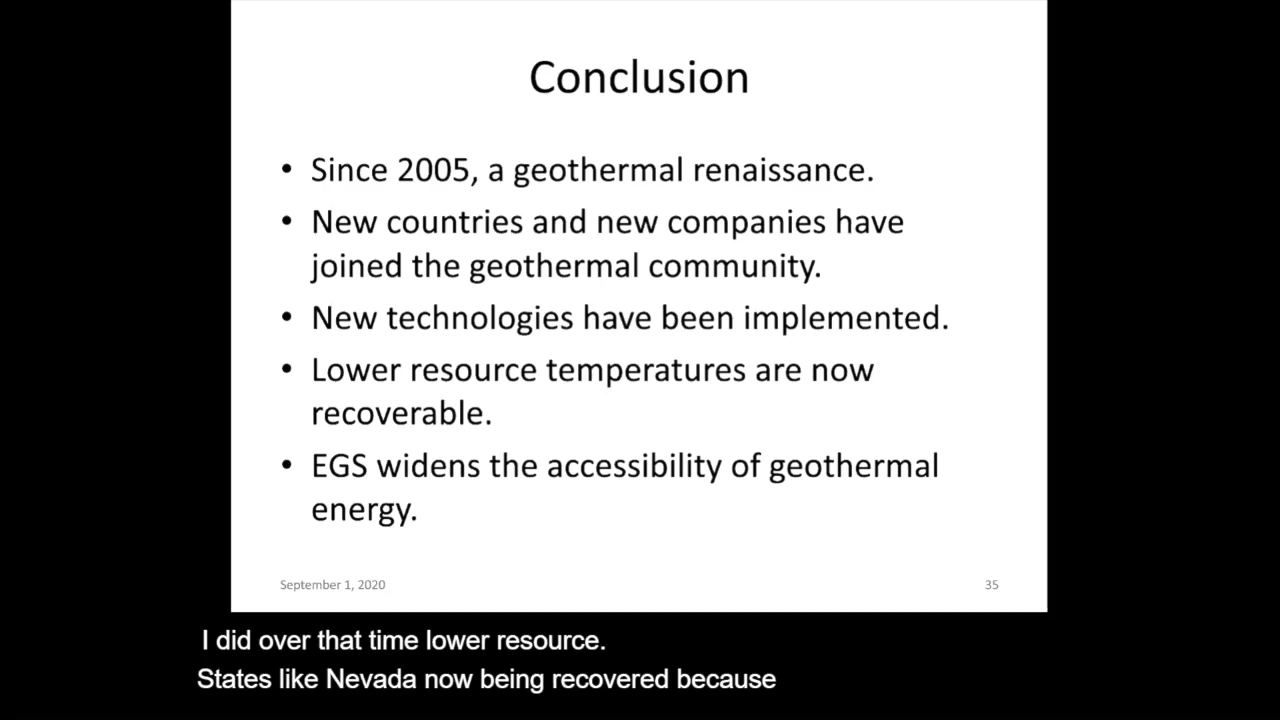 Conclusion
• Since 2005, a geothermal renaissance.
• New countries and new companies have
joined the geothermal community.
• New technologies have been implemented.
• Lower resource temperatures are now
recoverable.
• EGS widens the accessibility of geothermal
energy.
September 1, 2020
35
I did over that time lower resource.
States like Nevada now being recovered because